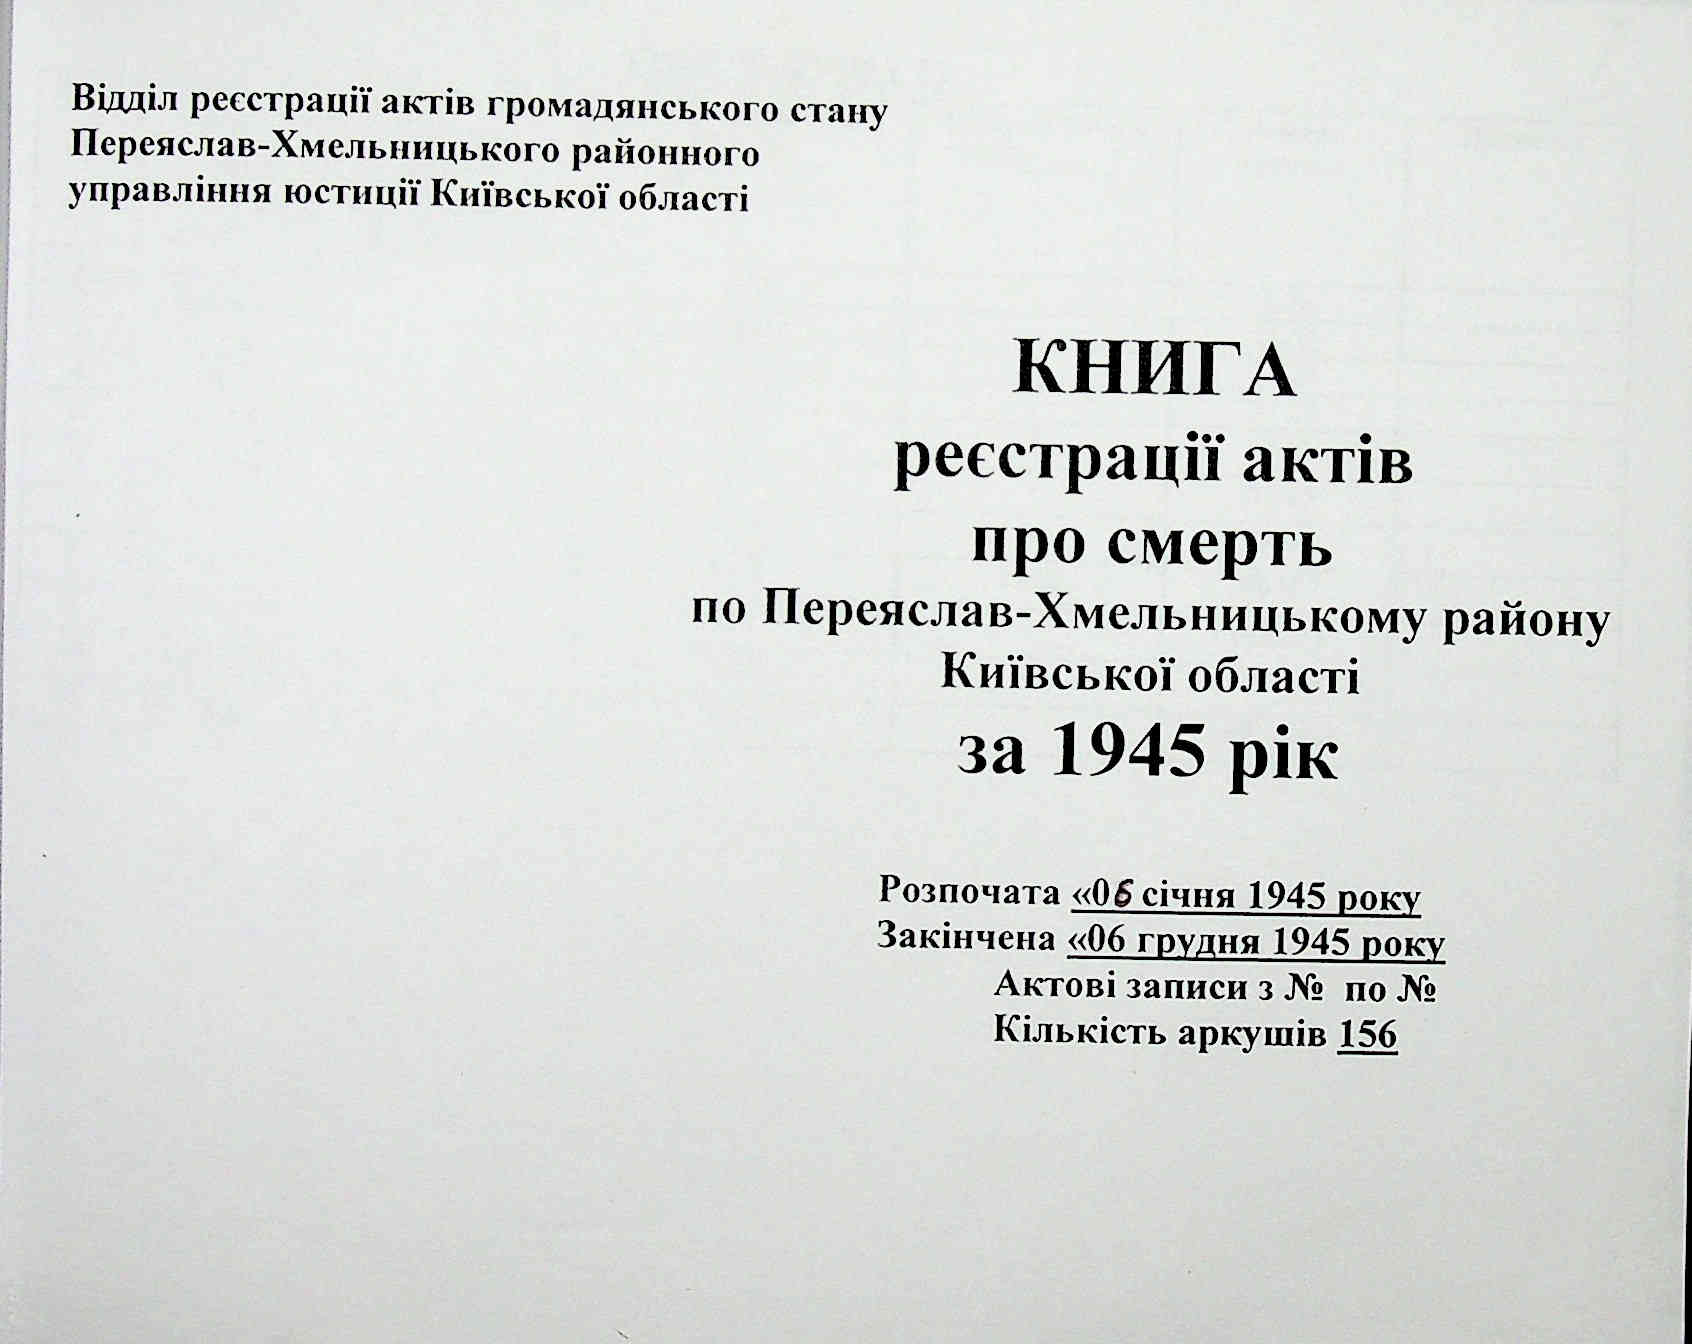 Відділ реєстрації актів громадянського стану
Переяслав-Хмельницького районного
управління юстиції Київської області
КНИГА
реєстрації актів
про смерть
по Переяслав-Хмельницькому району
Київської області
за 1945 рік
Розпочата «06 січня 1945 року
Закінчена «06 грудня 1945 року
Актові записи з № по №
Кількість аркушів 156